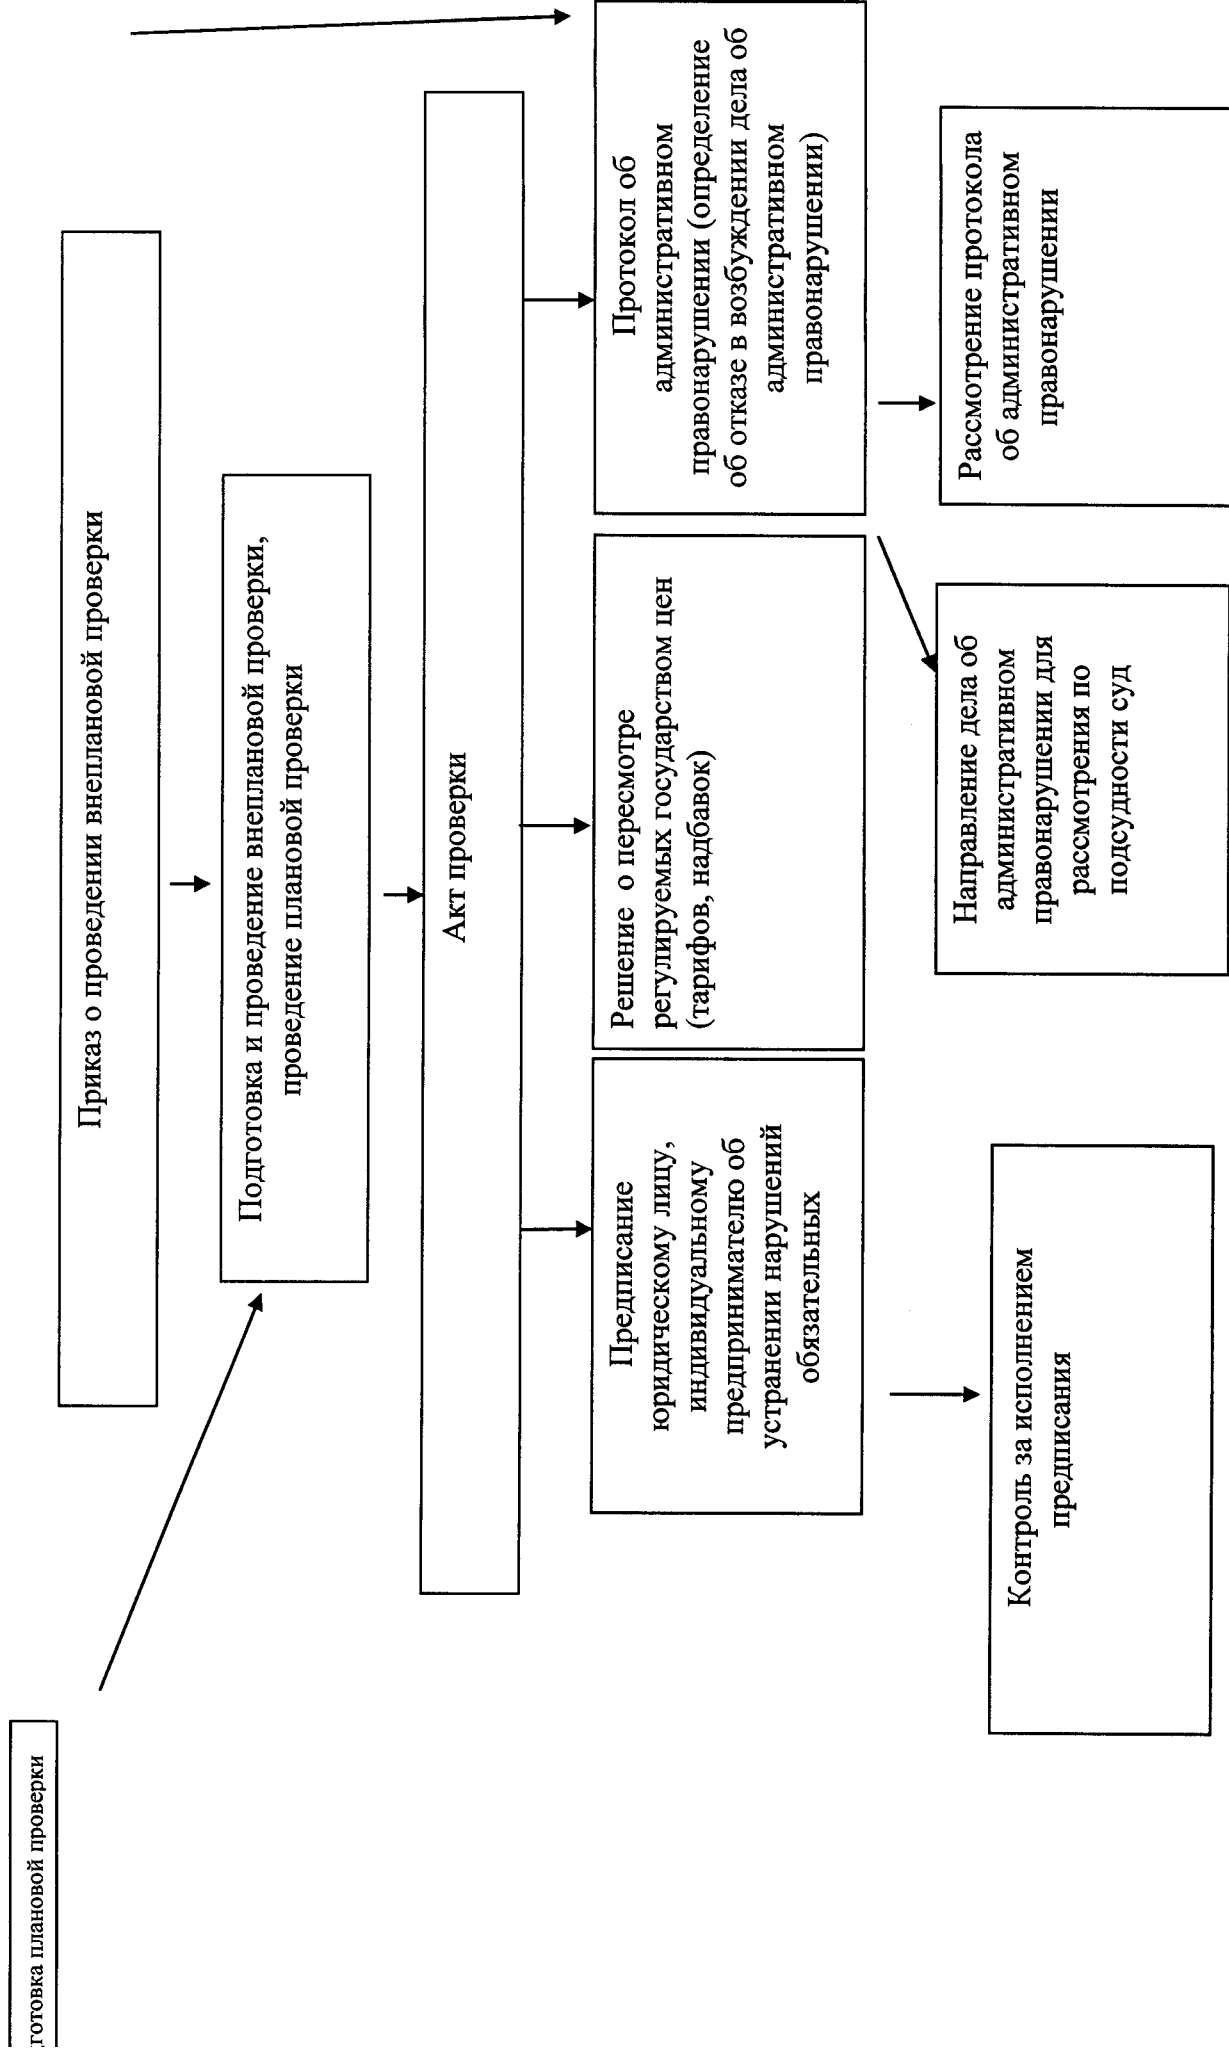 плановой проверки
Приказ о проведении внеплановой проверки
Подготовка и проведение внеплановой проверки,
проведение плановой проверки
Акт проверки
Предписание
юридическому лицу,
индивидуальному
предпринимателю об
устранении нарушений
обязательных
Решение о пересмотре
регулируемых государством цен
(тарифов, надбавок)
Протокол об
административном
правонарушении (определение
об отказе в возбуждении дела об
административном
правонарушении)
Контроль за исполнением
предписания
Направление дела об
административном
правонарушении для
рассмотрения по
подсудности суд
Рассмотрение протокола
об административном
правонарушении